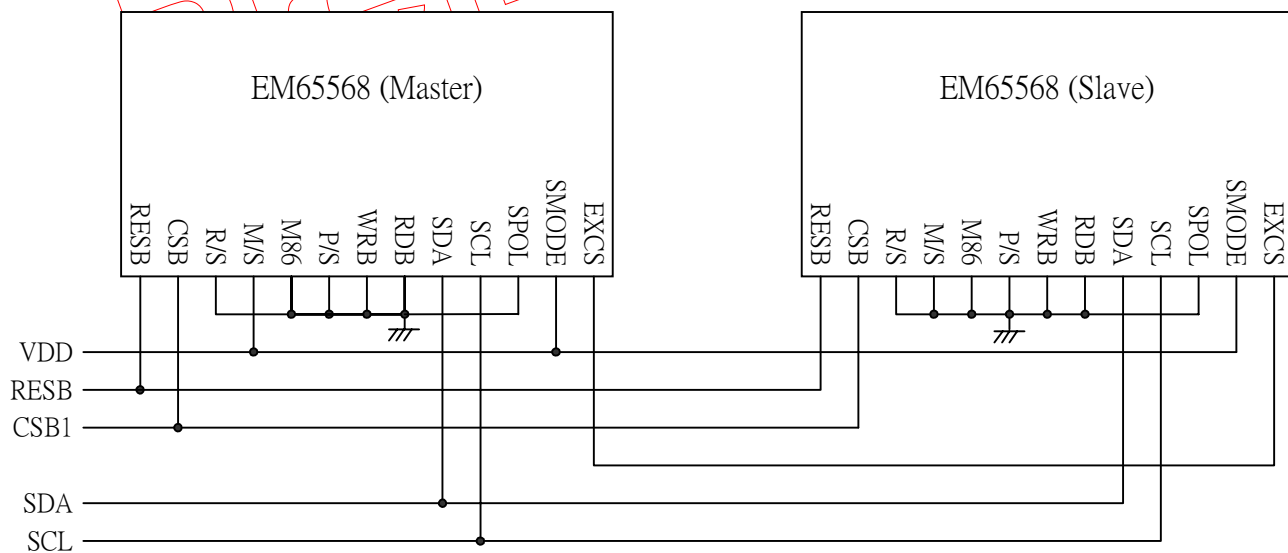 EM65568 (Master)
EM65568 (Slave)
RESB
CSB
R/S
M/S
M86
P/S
WRB
RDB
SDA
SCL
SPOL
SMODE
EXCS
RESB
CSB
R/S
M/S
M86
P/S
WRB
RDB
SDA
SCL
SPOL
SMODE
EXCS
VDD
RESB
CSB1
SDA
SCL